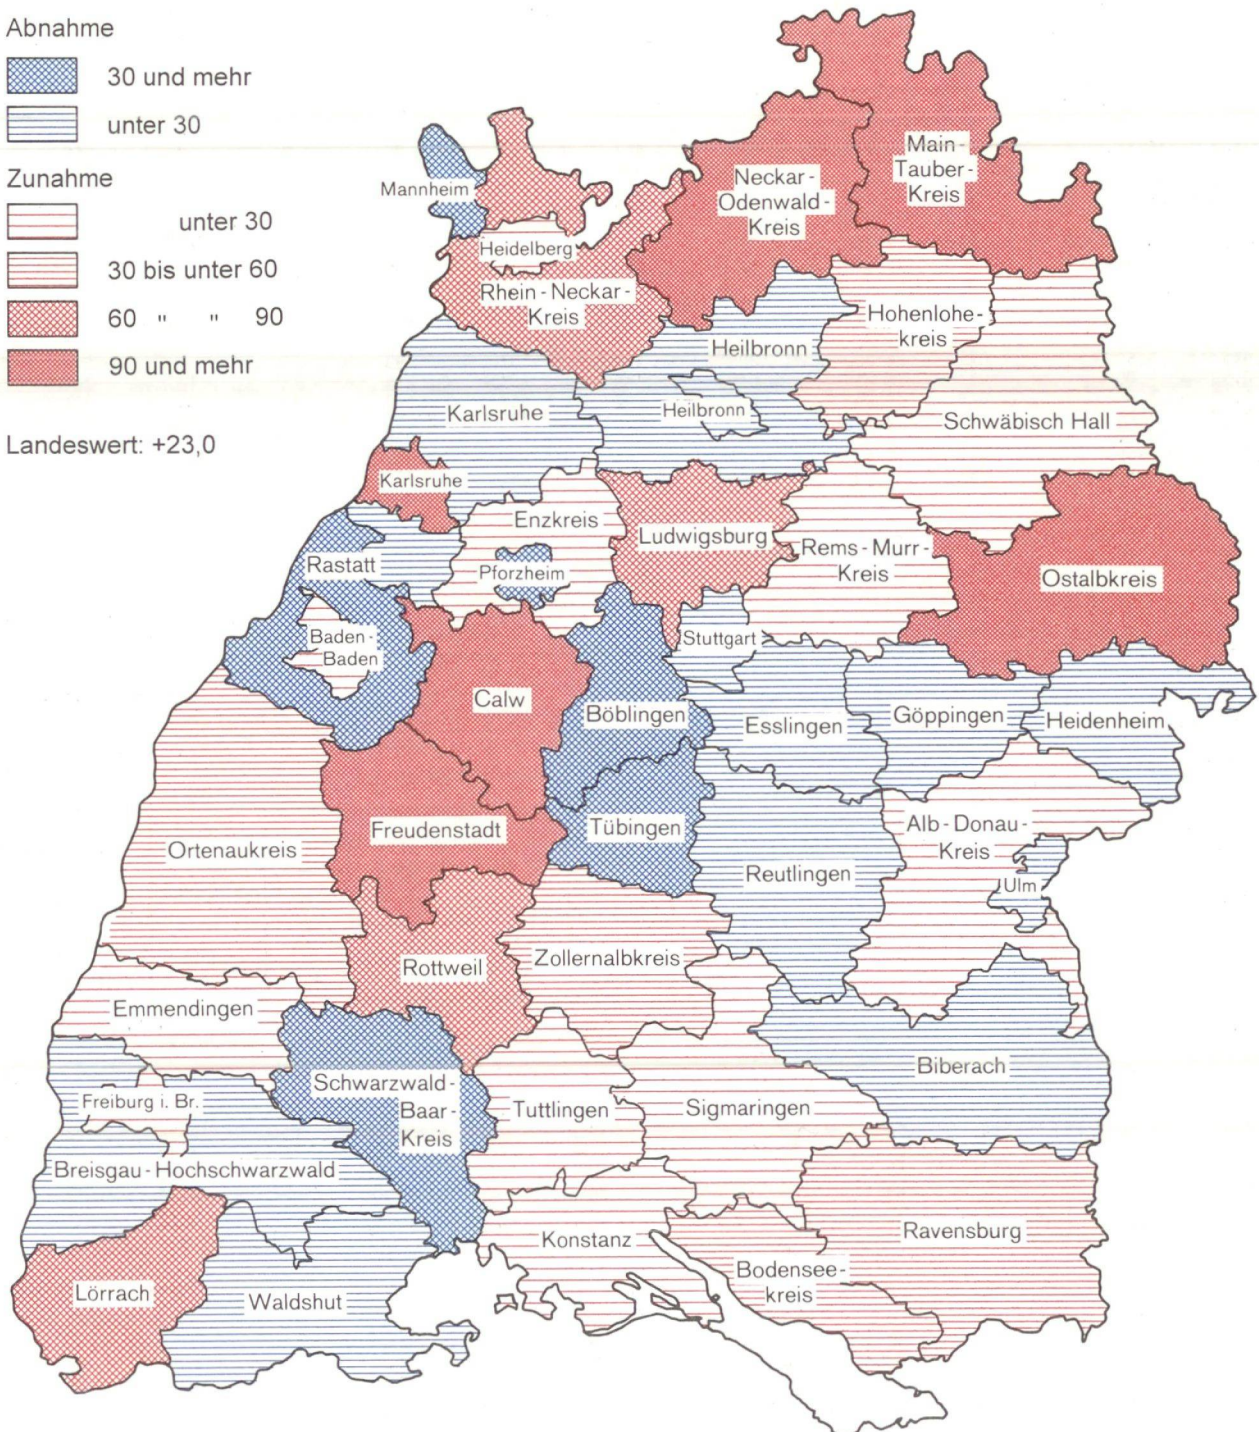 Abnahme
30 und mehr
unter 30
Zunahme
unter 30
30 bis unter 60
60 " " 90
90 und mehr
Landeswert: +23,0
Main-
Tauber-
Kreis
Neckar-
Odenwald-
Kreis
Mannheim
Heidelberg
Rhein-Neckar-
Kreis
Hohenlohe-
kreis
Heilbronn
Heilbronn
Karlsruhe
Schwäbisch Hall
Karlsruhe
Enzkreis
Ludwigsburg
Rems-Murr-
Kreis
Rastatt
Pforzheim
Ostalbkreis
Baden-
Baden
Stuttgart
Calw
Böblingen
Esslingen
Göppingen
Heidenheim
Freudenstadt
Tübingen
Alb-Donau-
Kreis
Ortenaukreis
Reutlingen
Ulm
Rottweil
Zollernalbkreis
Emmendingen
Biberach
Schwarzwald-
Baar-
Kreis
Freiburg i. Br.
Tuttlingen
Sigmaringen
Breisgau-Hochschwarzwald
Konstanz
Ravensburg
Bodensee-
kreis
Lörrach
Waldshut